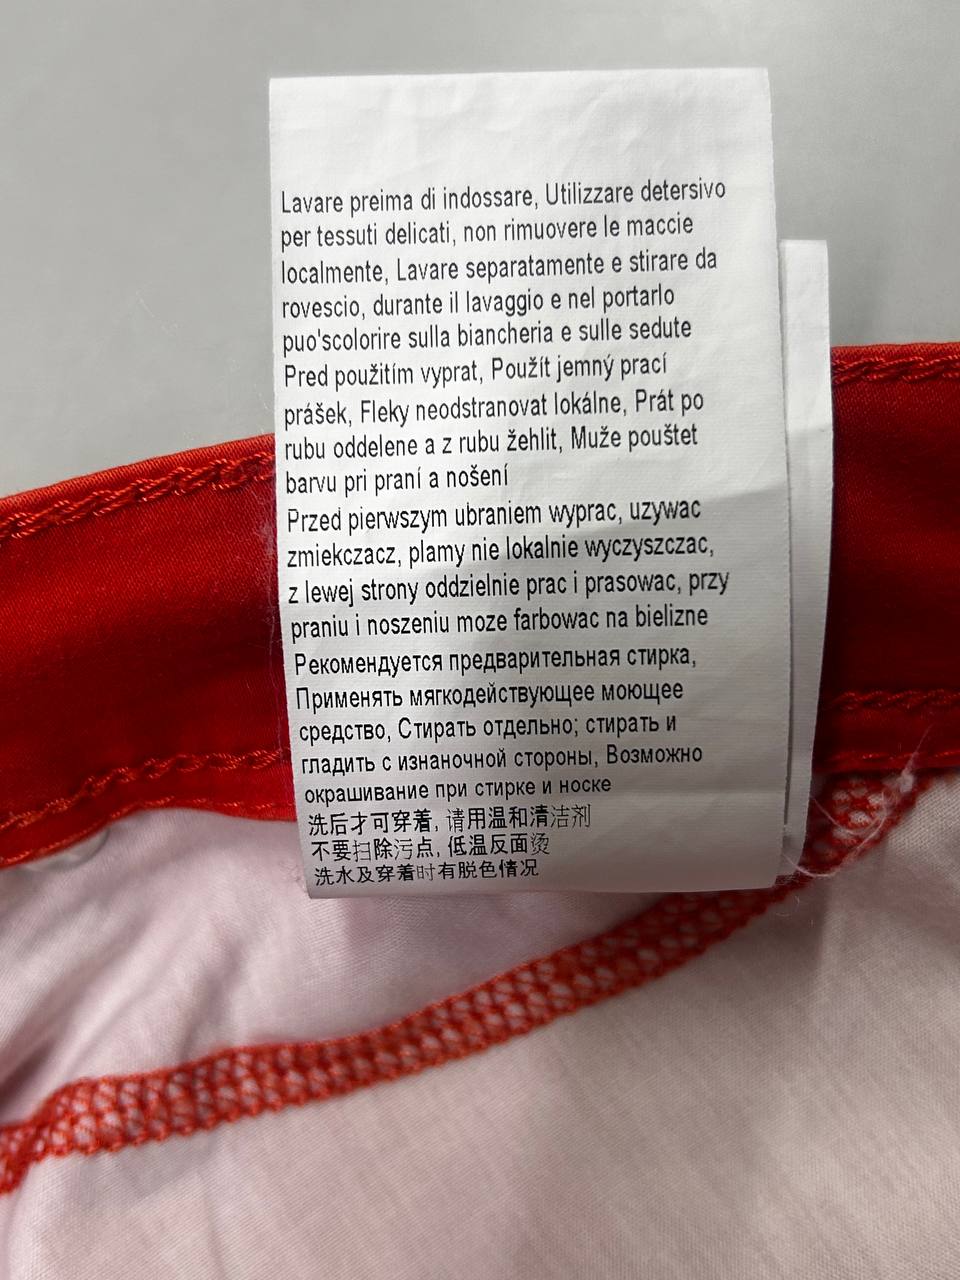 Lavare preima di indossare, Utilizzare detersivo
per tessuti delicati, non rimuovere le maccie
localmente, Lavare separatamente e stirare da
rovescio, durante il lavaggio e nel portarlo
puo'scolorire sulla biancheria e sulle sedute
Pred použitím vyprat, Použít jemný prací
prášek, Fleky neodstranovat lokálne, Prát po
rubu oddelene a z rubu žehlit, Muže pouštet
barvu pri praní a nošení
Przed pierwszym ubraniem wyprac, uzywac
zmiekczacz, plamy nie lokalnie wyczyszczac,
z lewej strony oddzielnie prac i prasowac, przy
praniu i noszeniu moze farbowac na bielizne
Рекомендуется предварительная стирка,
Применять мягкодействующее моющее
средство, Стирать отдельно; стирать и
гладить с изнаночной стороны, Возможно
окрашивание при стирке и носке
洗后才可穿着, 请用温和清洁剂
不要扫除污点, 低温反面烫
洗水及穿着时有脱色情况